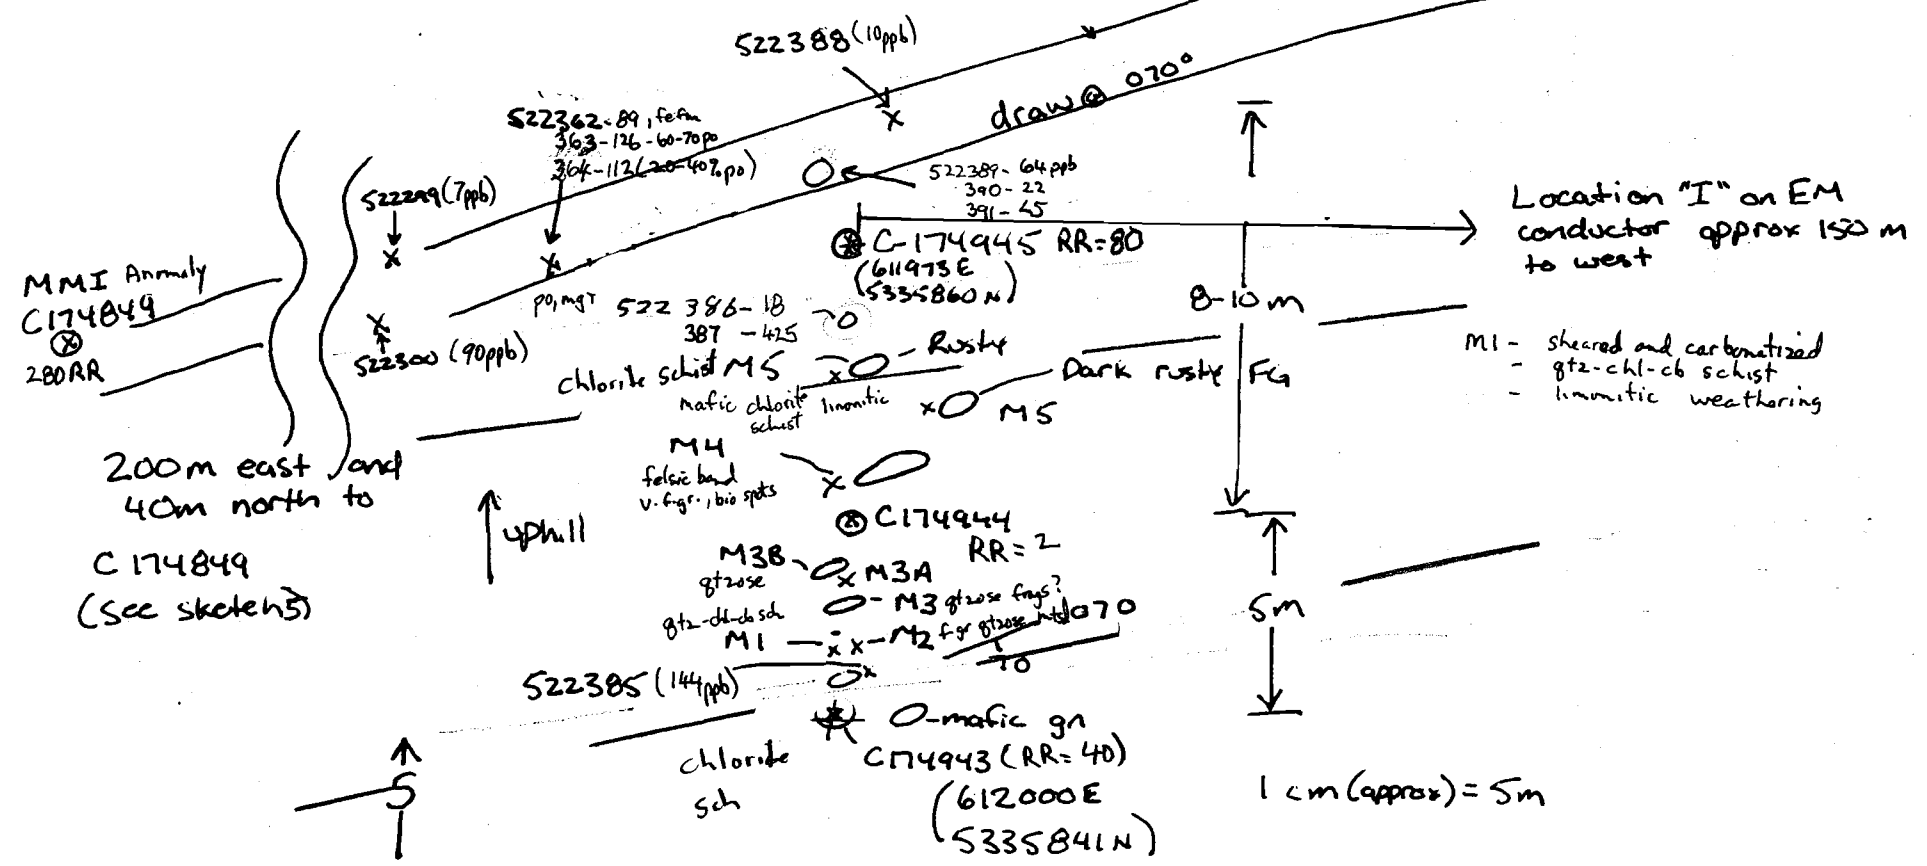 522388 (10ppb)
draw @ 070°
522362-89, fefm
363-126-60-70po
364-112 (20-40% po)
522299 (7ppb)
522389-64ppb
390-22
391-45
Location "I" on EM
conductor approx 150 m
to west
C-174945 RR=80
(611973E
5335860N)
MMI Anomaly
C174849
280RR
8-10m
po, mgt
522 386-18
387 -425
522300 (90ppb)
chlorite schist M5
Rusty
mafic chlorite limonitic
schist
Dark rusty
FG
M5
M1 - sheared and carbonatized
- qtz-chl-cb schist
- limonitic weathering
M4
felsic band
v.f.gr., bio spots
200m east and
40m north to
C 174849
(see sketch 5)
uphill
C174944
RR=2
M3B
qtzose
M3A
M3 qtzose frags?
qtz-chl-cb sch
M1
M2 f-gr qtzose
070
70
5m
522385 (144ppb)
O-mafic gn
chlorite
sch
C174943 (RR=40)
(612000E
5335841N)
S
1 cm (approx) = 5m